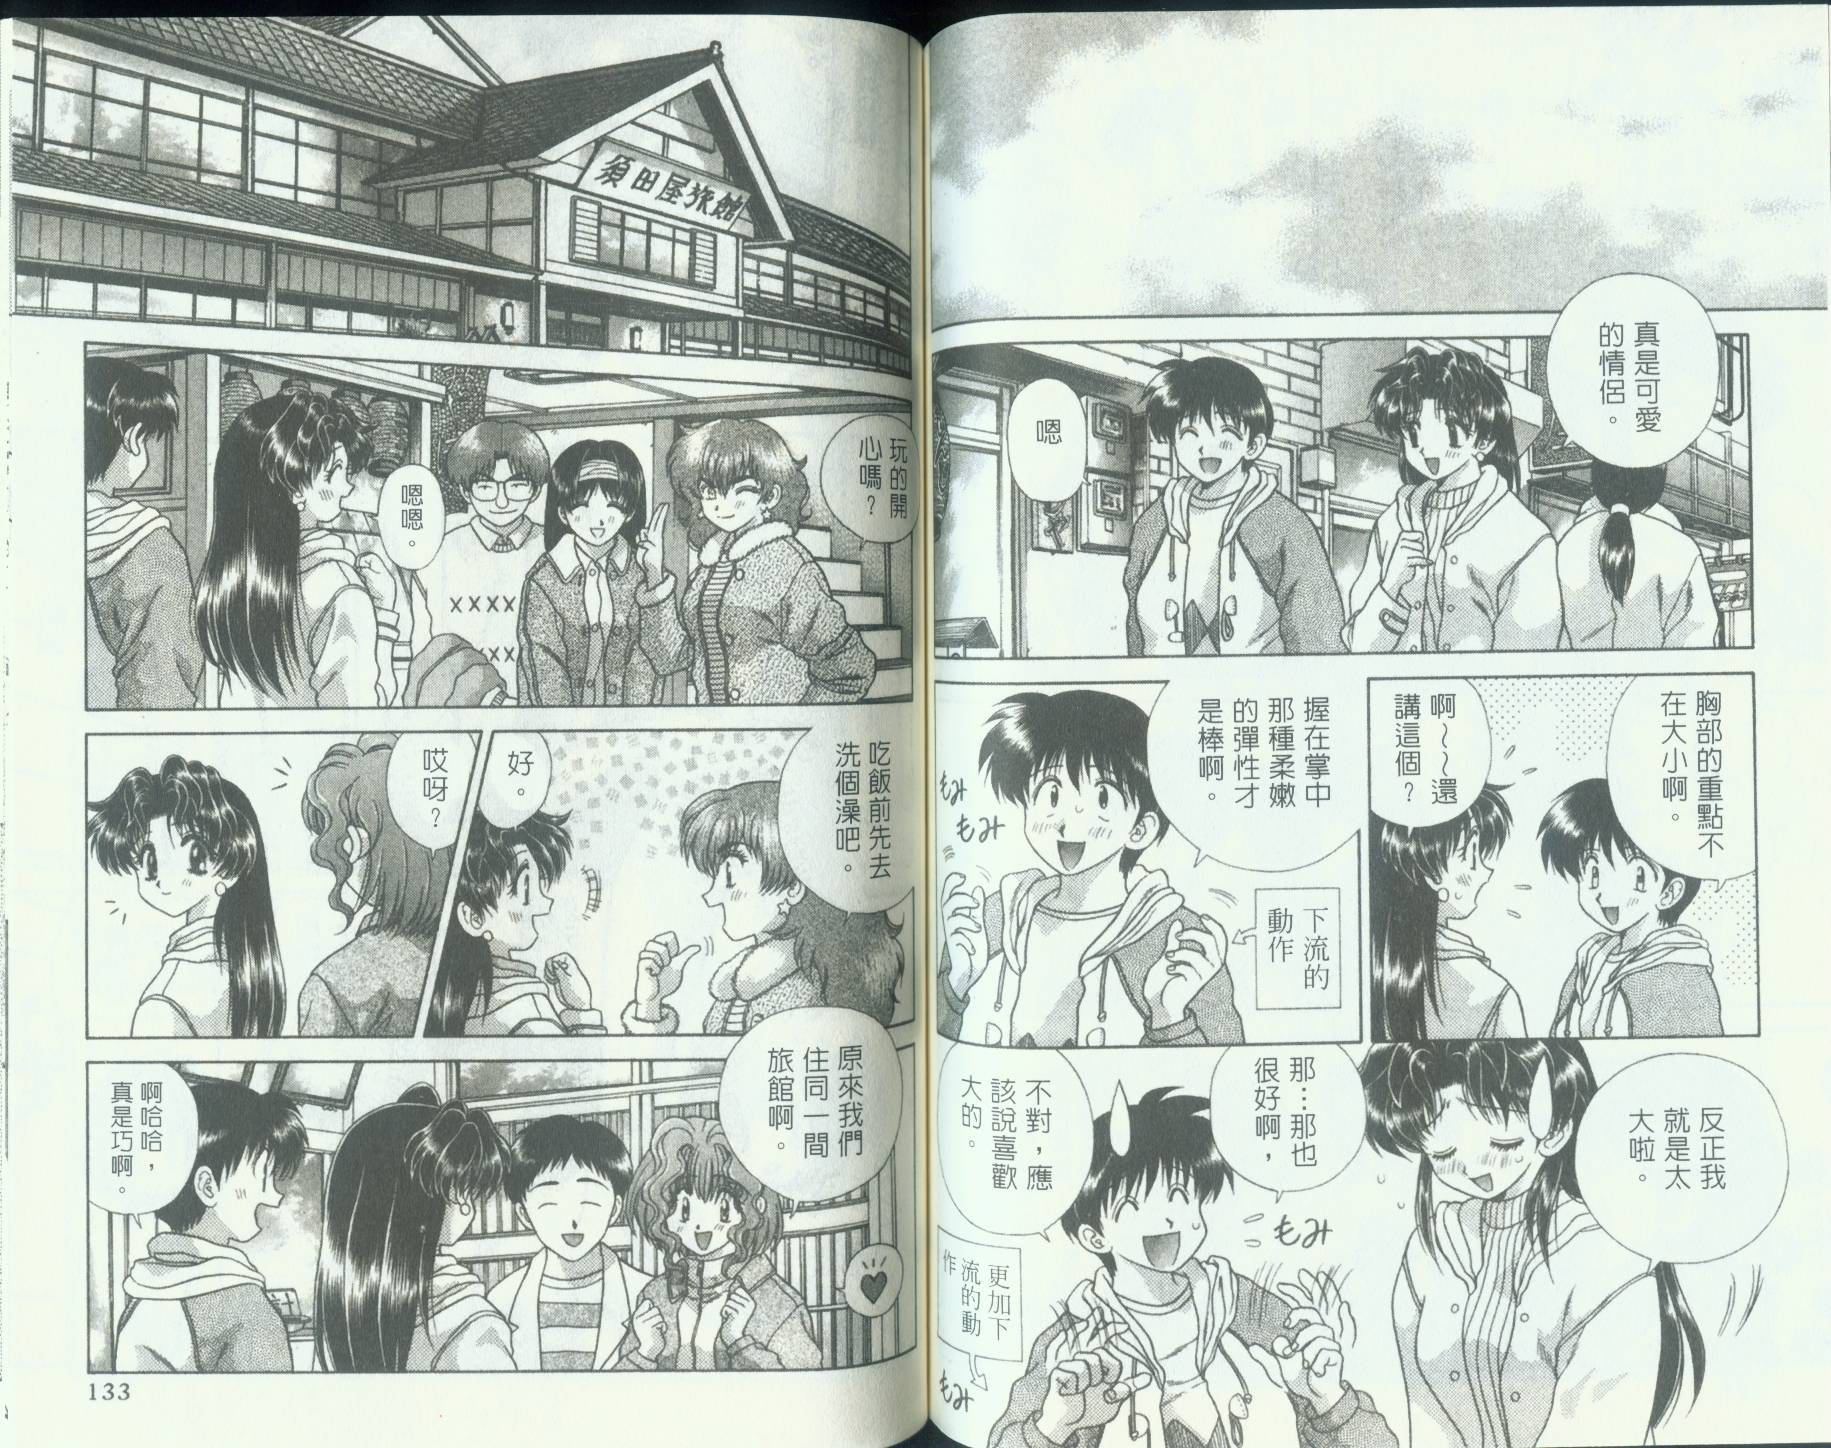 真是可愛
的情侶。
嗯
胸部的重點不
在大小啊。
啊～～還
講這個？
握在掌中
那種柔嫩
的彈性才
是棒啊。
もみ
もみ
下流的
動作
反正我
就是太
大啦。
那…那也
很好啊，
不對，應
該說喜歡
大的。
もみ
更加下
流的動
作
もみ
須田屋旅館
玩的開
心嗎？
嗯嗯。
吃飯前先去
洗個澡吧。
好。
哎呀？
原來我們
住同一間
旅館啊。
啊哈哈，
真是巧啊。
133